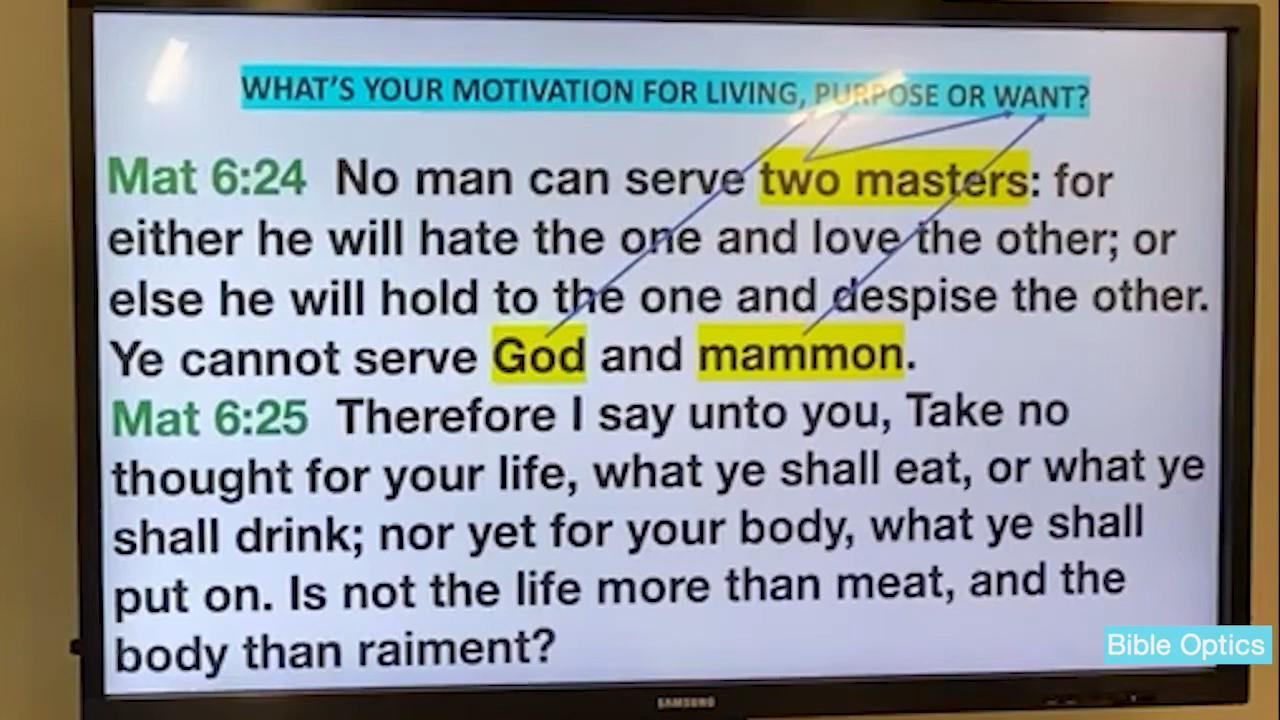 WHAT'S YOUR MOTIVATION FOR LIVING, PURPOSE OR WANT?
Mat 6:24 No man can serve two masters: for
either he will hate the one and love the other; or
else he will hold to the one and despise the other.
Ye cannot serve God and mammon.
Mat 6:25 Therefore I say unto you, Take no
thought for your life, what ye shall eat, or what ye
shall drink; nor yet for your body, what ye shall
put on. Is not the life more than meat, and the
body than raiment?
Bible Optics
SAMSUNG